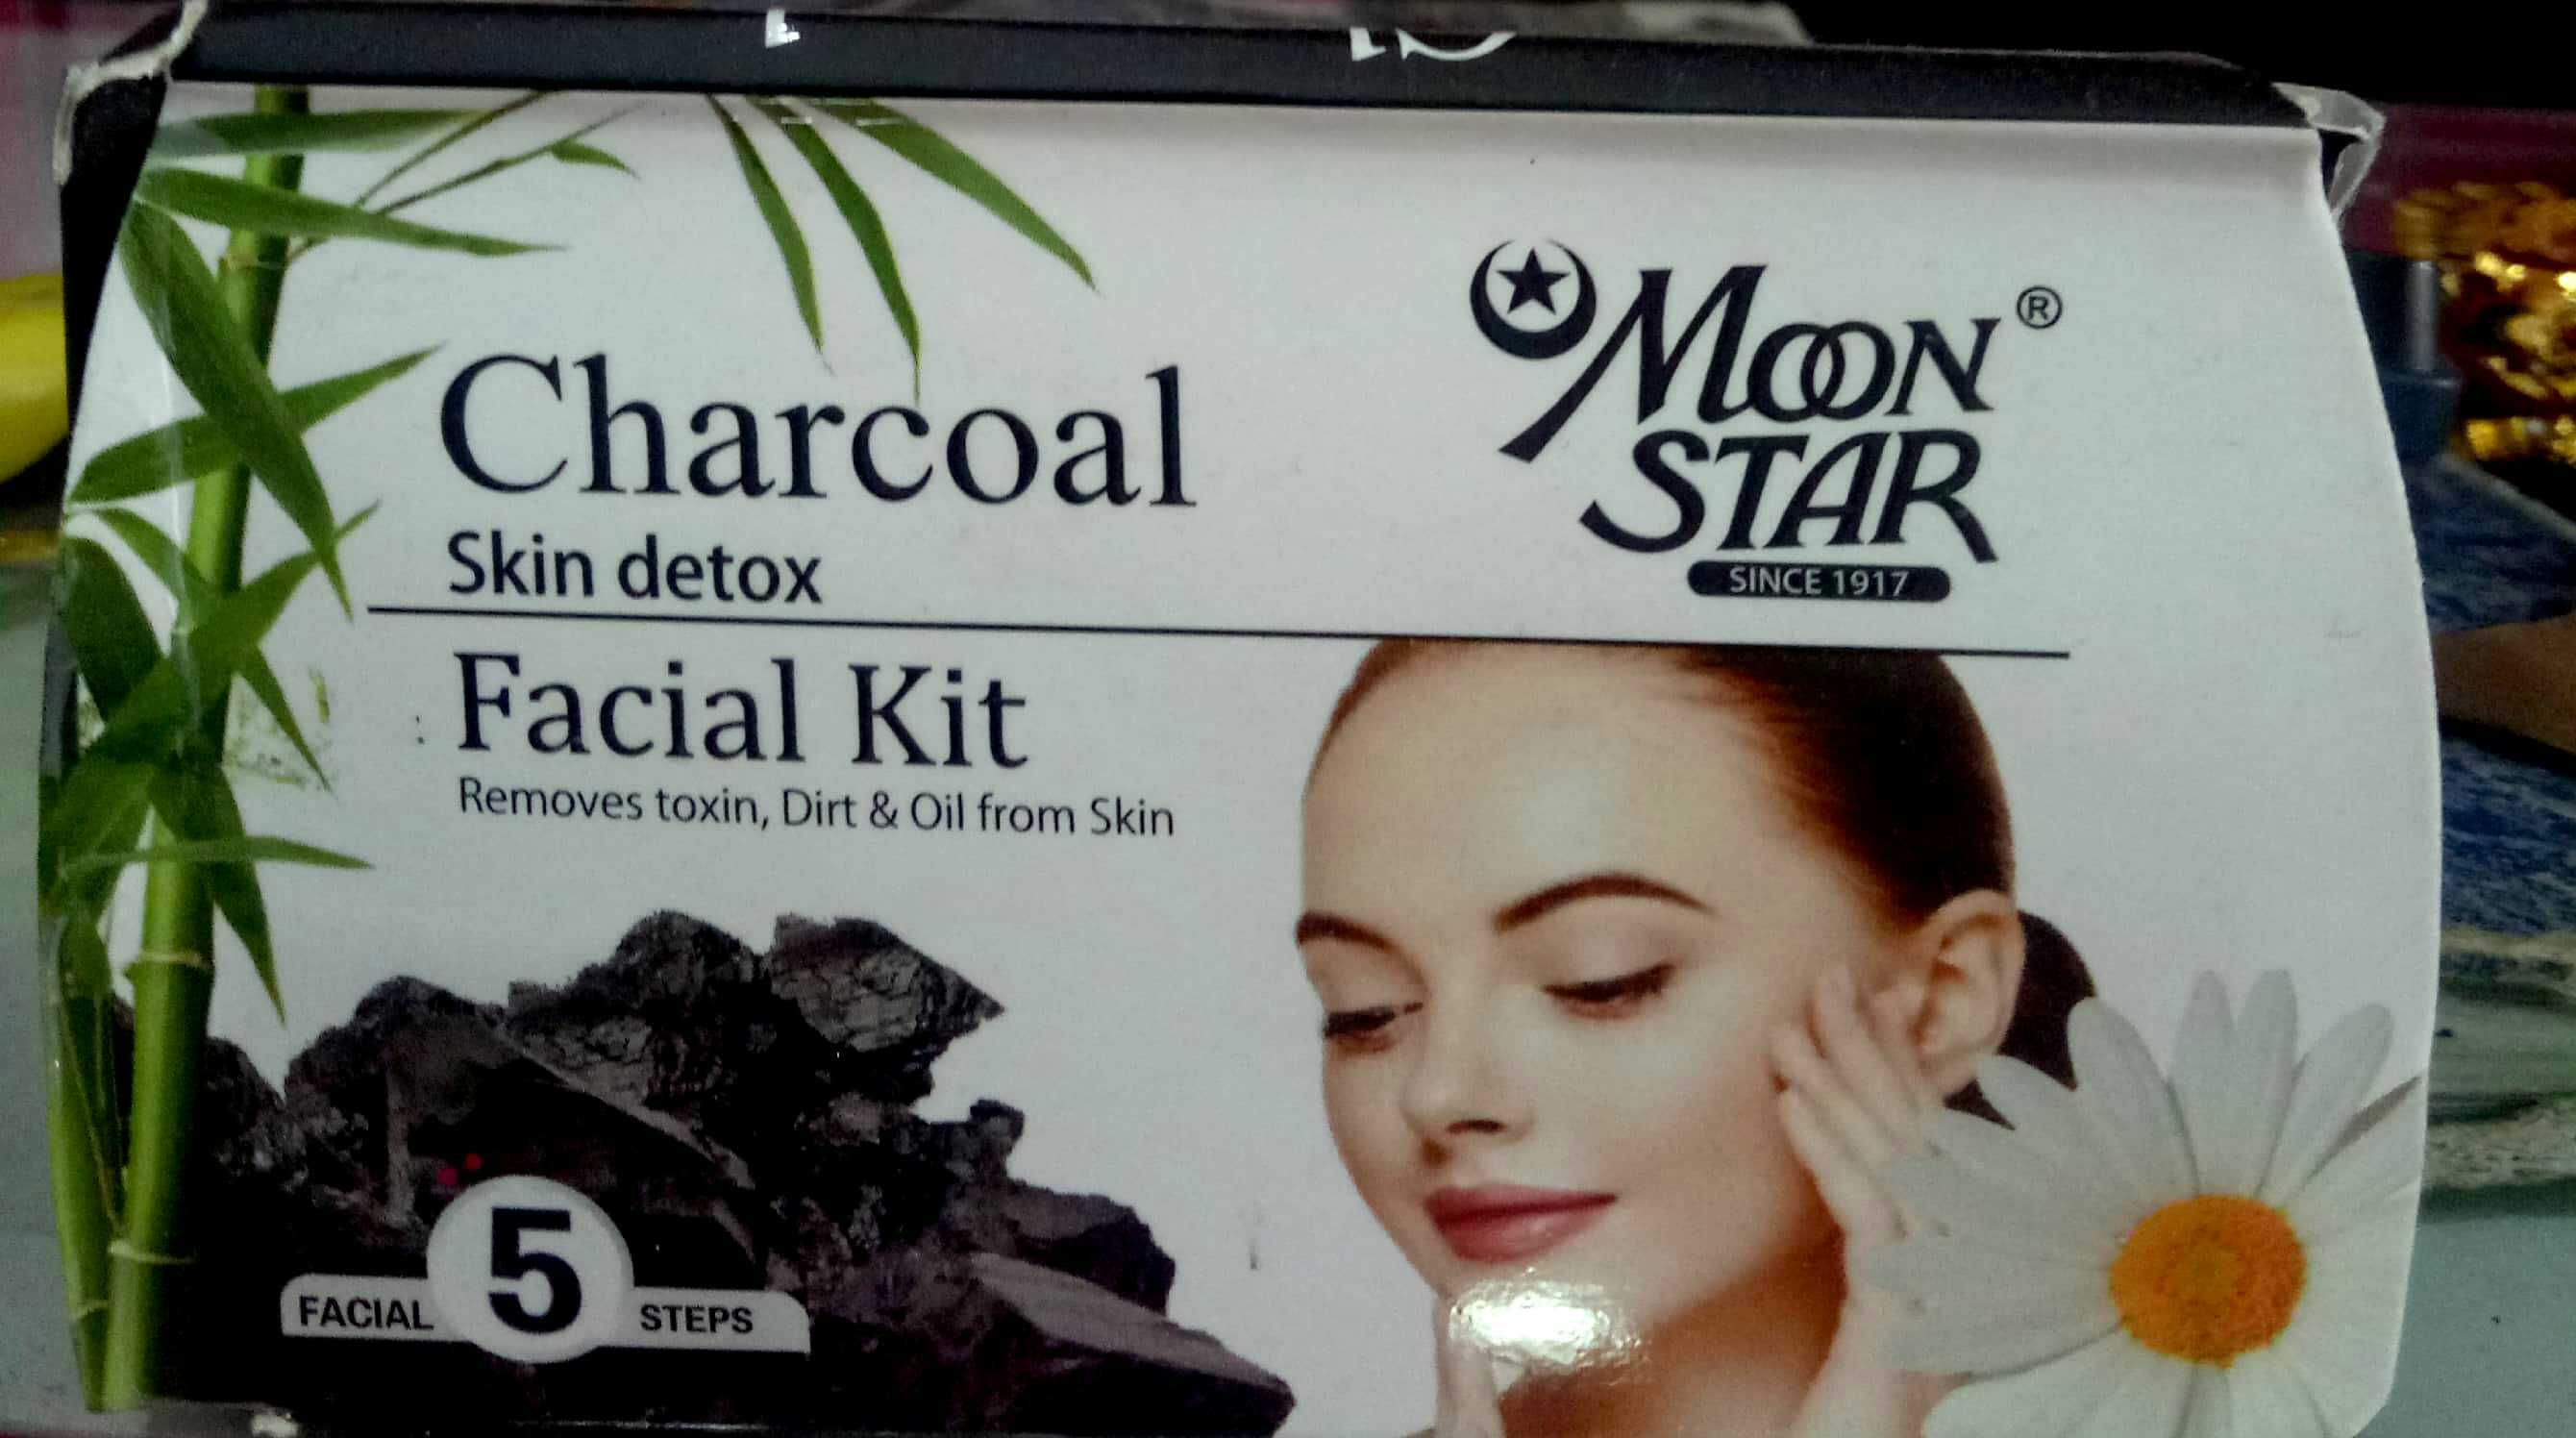 Charcoal
Skin detox
MOON ®
STAR
SINCE 1917
Facial Kit
Removes toxin, Dirt & Oil from Skin
FACIAL 5 STEPS